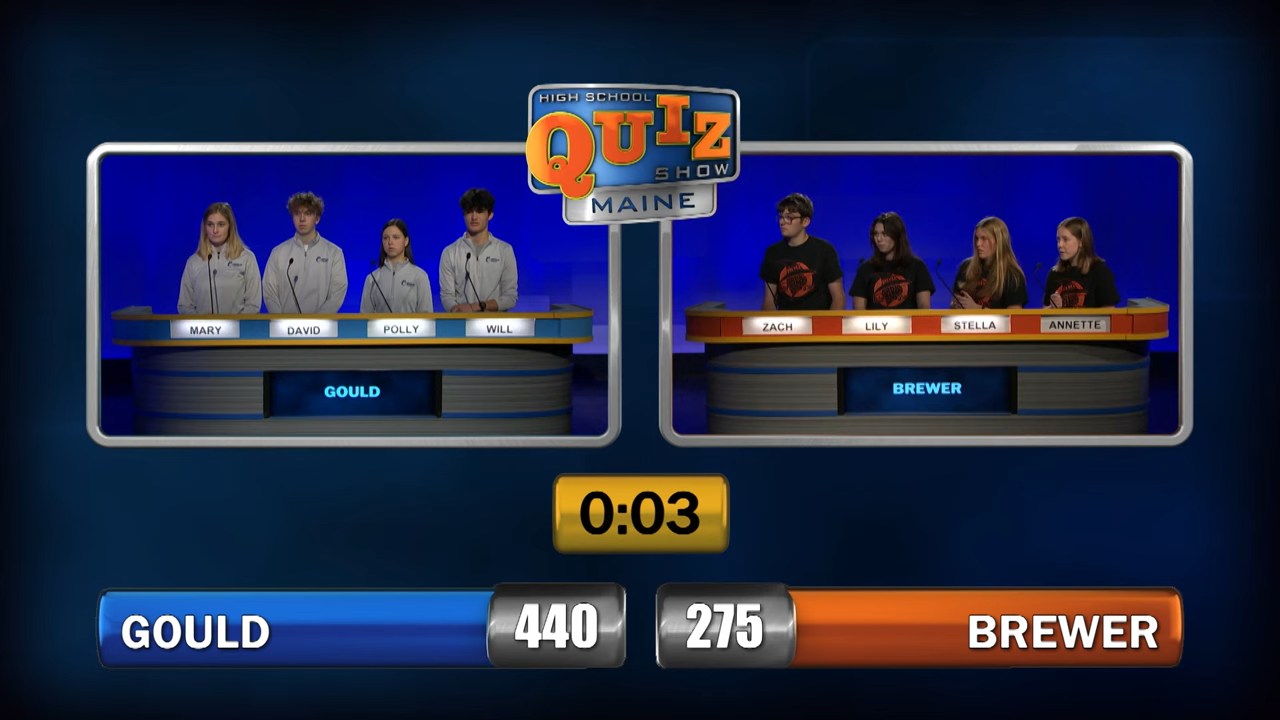 HIGH SCHOOL
QUIZ
SHOW
MAINE
MARY
DAVID
POLLY
WILL
GOULD
ZACH
LILY
STELLA
ANNETTE
BREWER
0:03
GOULD
440
275
BREWER